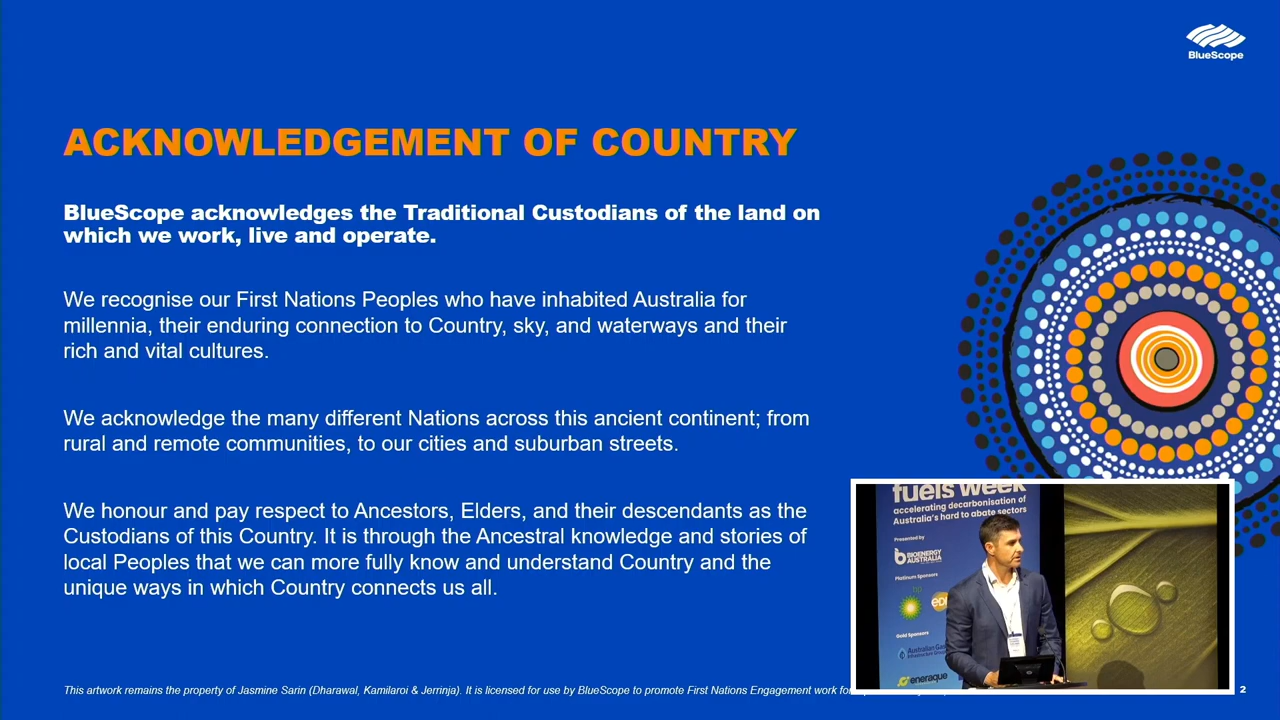 BlueScope
ACKNOWLEDGEMENT OF COUNTRY
BlueScope acknowledges the Traditional Custodians of the land on
which we work, live and operate.
We recognise our First Nations Peoples who have inhabited Australia for
millennia, their enduring connection to Country, sky, and waterways and their
rich and vital cultures.
We acknowledge the many different Nations across this ancient continent; from
rural and remote communities, to our cities and suburban streets.
We honour and pay respect to Ancestors, Elders, and their descendants as the
Custodians of this Country. It is through the Ancestral knowledge and stories of
local Peoples that we can more fully know and understand Country and the
unique ways in which Country connects us all.
fuels week
accelerating decarbonisation of
Australia's hard to abate sectors
Presented by
BIOENERGY
AUSTRALIA
Platinum Sponsors
bp
Gold Sponsors
Australian Gas
eneraque
This artwork remains the property of Jasmine Sarin (Dharawal, Kamilaroi & Jerrinja). It is licensed for use by BlueScope to promote First Nations Engagement work for
2